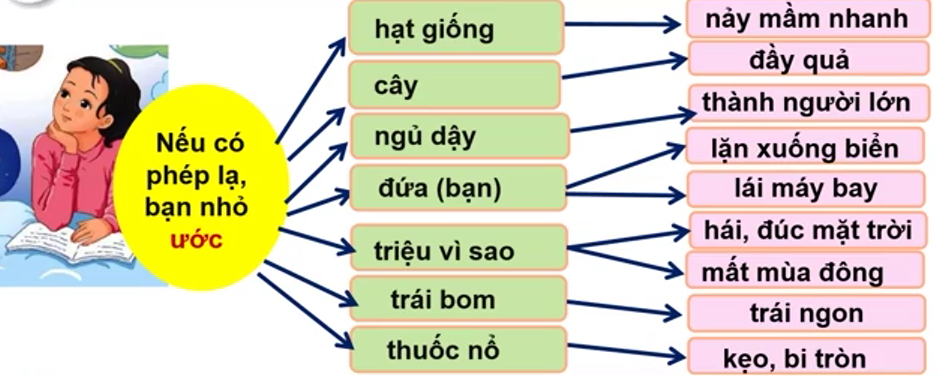 Nếu có
phép lạ,
bạn nhỏ
ước
hạt giống
cây
ngủ dậy
đứa (bạn)
triệu vì sao
trái bom
thuốc nổ
nảy mầm nhanh
đầy quả
thành người lớn
lặn xuống biển
lái máy bay
hái, đúc mặt trời
mất mùa đông
trái ngon
kẹo, bi tròn